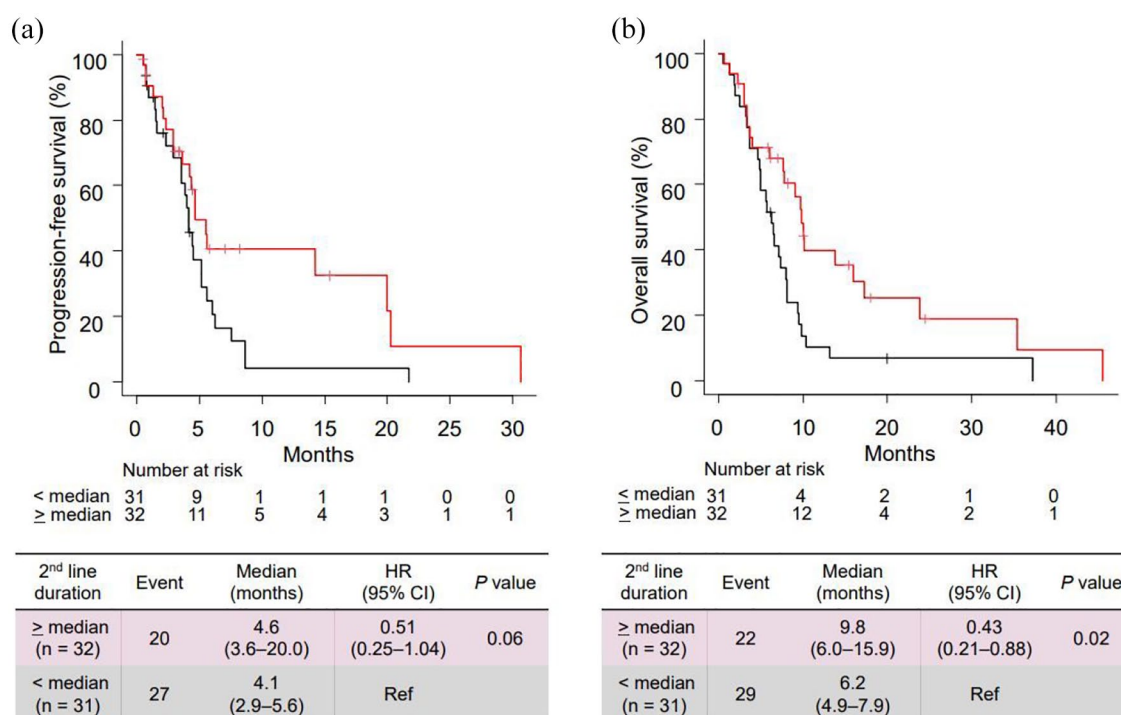 (a)
Progression-free survival (%)
100
80
60
40
20
0
0 5 10 15 20 25 30
Months
Number at risk
< median 31 9 1 1 1 0 0
≥ median 32 11 5 4 3 1 1
2nd line duration Event Median (months) HR (95% CI) P value
≥ median (n = 32) 20 4.6 (3.6–20.0) 0.51 (0.25–1.04) 0.06
< median (n = 31) 27 4.1 (2.9–5.6) Ref
(b)
Overall survival (%)
100
80
60
40
20
0
0 10 20 30 40
Months
Number at risk
< median 31 4 2 1 0
≥ median 32 12 4 2 1
2nd line duration Event Median (months) HR (95% CI) P value
≥ median (n = 32) 22 9.8 (6.0–15.9) 0.43 (0.21–0.88) 0.02
< median (n = 31) 29 6.2 (4.9–7.9) Ref